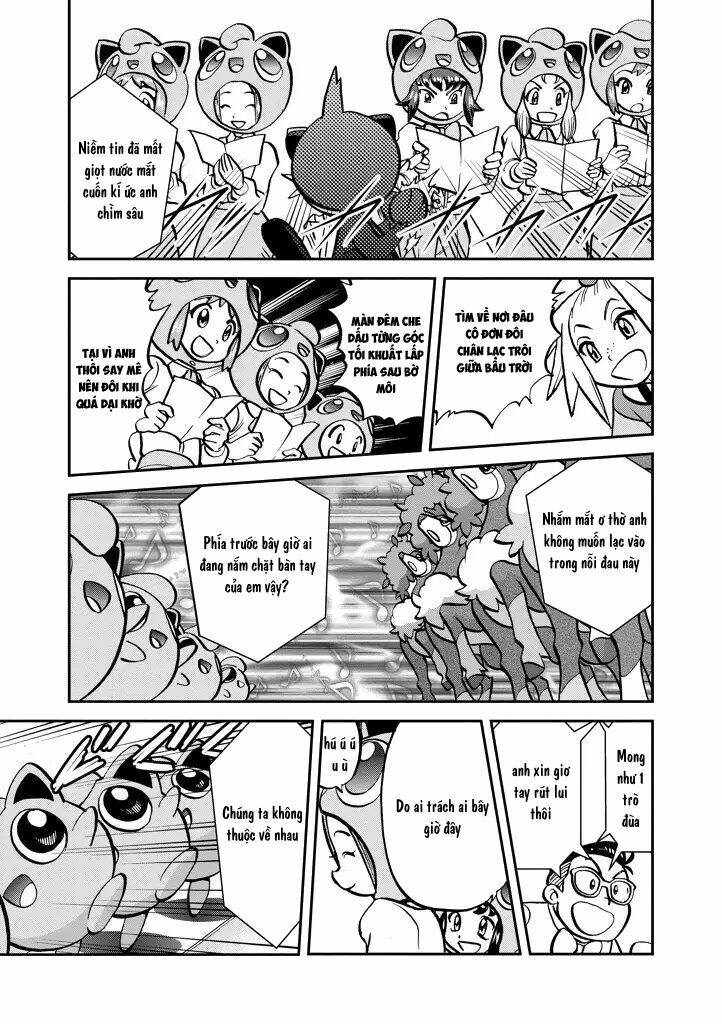 Niềm tin đã mất
giọt nước mắt
cuốn kí ức anh
chìm sâu
TÌM VỀ NƠI ĐÂU
CÔ ĐƠN ĐÔI
CHÂN LẠC TRÔI
GIỮA BẦU TRỜI
MÀN ĐÊM CHE
DẤU TỪNG GÓC
TỐI KHUẤT LẤP
PHÍA SAU BỜ
MÔI
TẠI VÌ ANH
THÔI SAY MÊ
NÊN ĐÔI KHI
QUÁ DẠI KHỜ
Nhắm mắt ơ thờ anh
không muốn lạc vào
trong nỗi đau này
Phía trước bây giờ ai
đang nắm chặt bàn tay
của em vậy?
Mong
như 1
trò
đùa
anh xin giơ
tay rút lui
thôi
Do ai trách ai bây
giờ đây
hú ú ú
u ù
Chúng ta không
thuộc về nhau